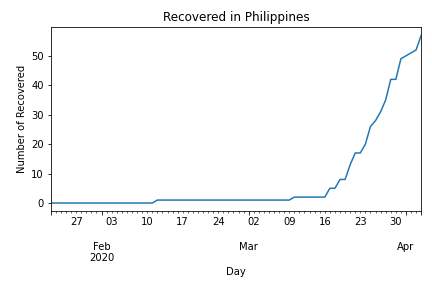 Recovered in Philippines
Number of Recovered
50
40
30
20
10
0
27 03 10 17 24 02 09 16 23 30
Feb Mar Apr
2020
Day